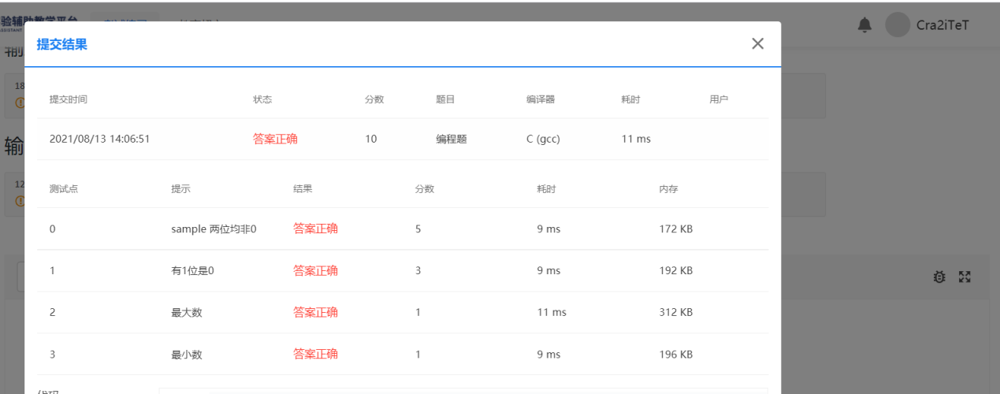 验辅助教学平台
Cra2iTeT
提交结果
18
提交时间 状态 分数 题目 编译器 耗时 用户
2021/08/13 14:06:51 答案正确 10 编程题 C (gcc) 11 ms
输
12
测试点 提示 结果 分数 耗时 内存
0 sample 两位均非0 答案正确 5 9 ms 172 KB
1 有1位是0 答案正确 3 9 ms 192 KB
2 最大数 答案正确 1 11 ms 312 KB
3 最小数 答案正确 1 9 ms 196 KB
代码